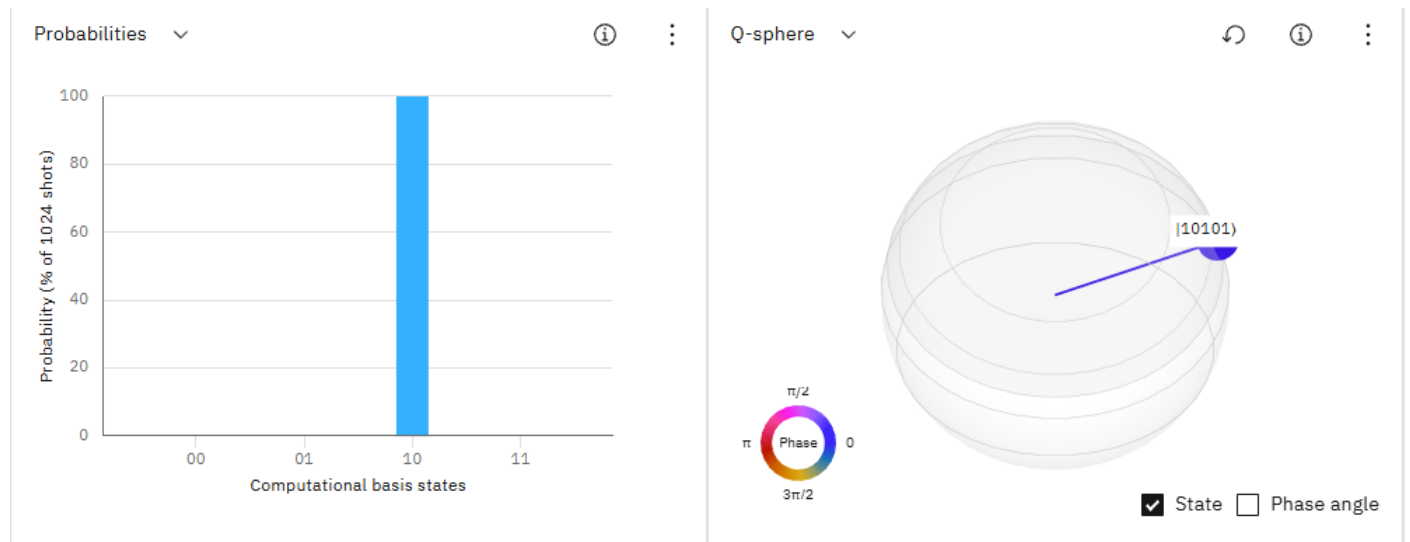 Probabilities
Probability (% of 1024 shots)
100
80
60
40
20
0
00 01 10 11
Computational basis states
Q-sphere
|10101⟩
π/2
π Phase 0
3π/2
State Phase angle